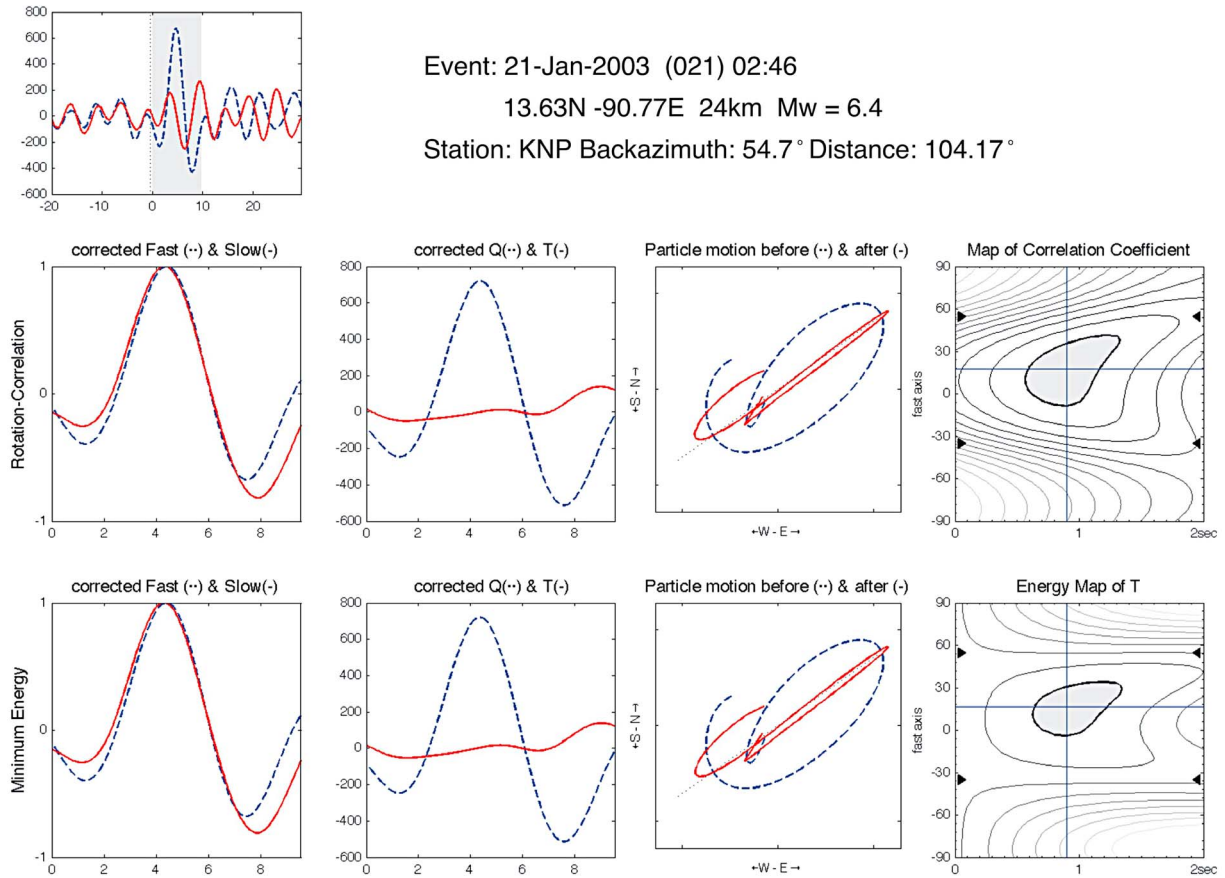 800
600
400
200
0
-200
-400
-600
-20 -10 0 10 20
Event: 21-Jan-2003 (021) 02:46
13.63N -90.77E 24km Mw = 6.4
Station: KNP Backazimuth: 54.7° Distance: 104.17°
Rotation-Correlation
corrected Fast (··) & Slow(-)
1
0
-1
0 2 4 6 8
corrected Q(··) & T(-)
800
600
400
200
0
-200
-400
-600
0 2 4 6 8
Particle motion before (··) & after (-)
←S - N→
←W - E→
Map of Correlation Coefficient
fast axis
90
60
30
0
-30
-60
-90
0 1 2sec
Minimum Energy
corrected Fast (··) & Slow(-)
1
0
-1
0 2 4 6 8
corrected Q(··) & T(-)
800
600
400
200
0
-200
-400
-600
0 2 4 6 8
Particle motion before (··) & after (-)
←S - N→
←W - E→
Energy Map of T
fast axis
90
60
30
0
-30
-60
-90
0 1 2sec